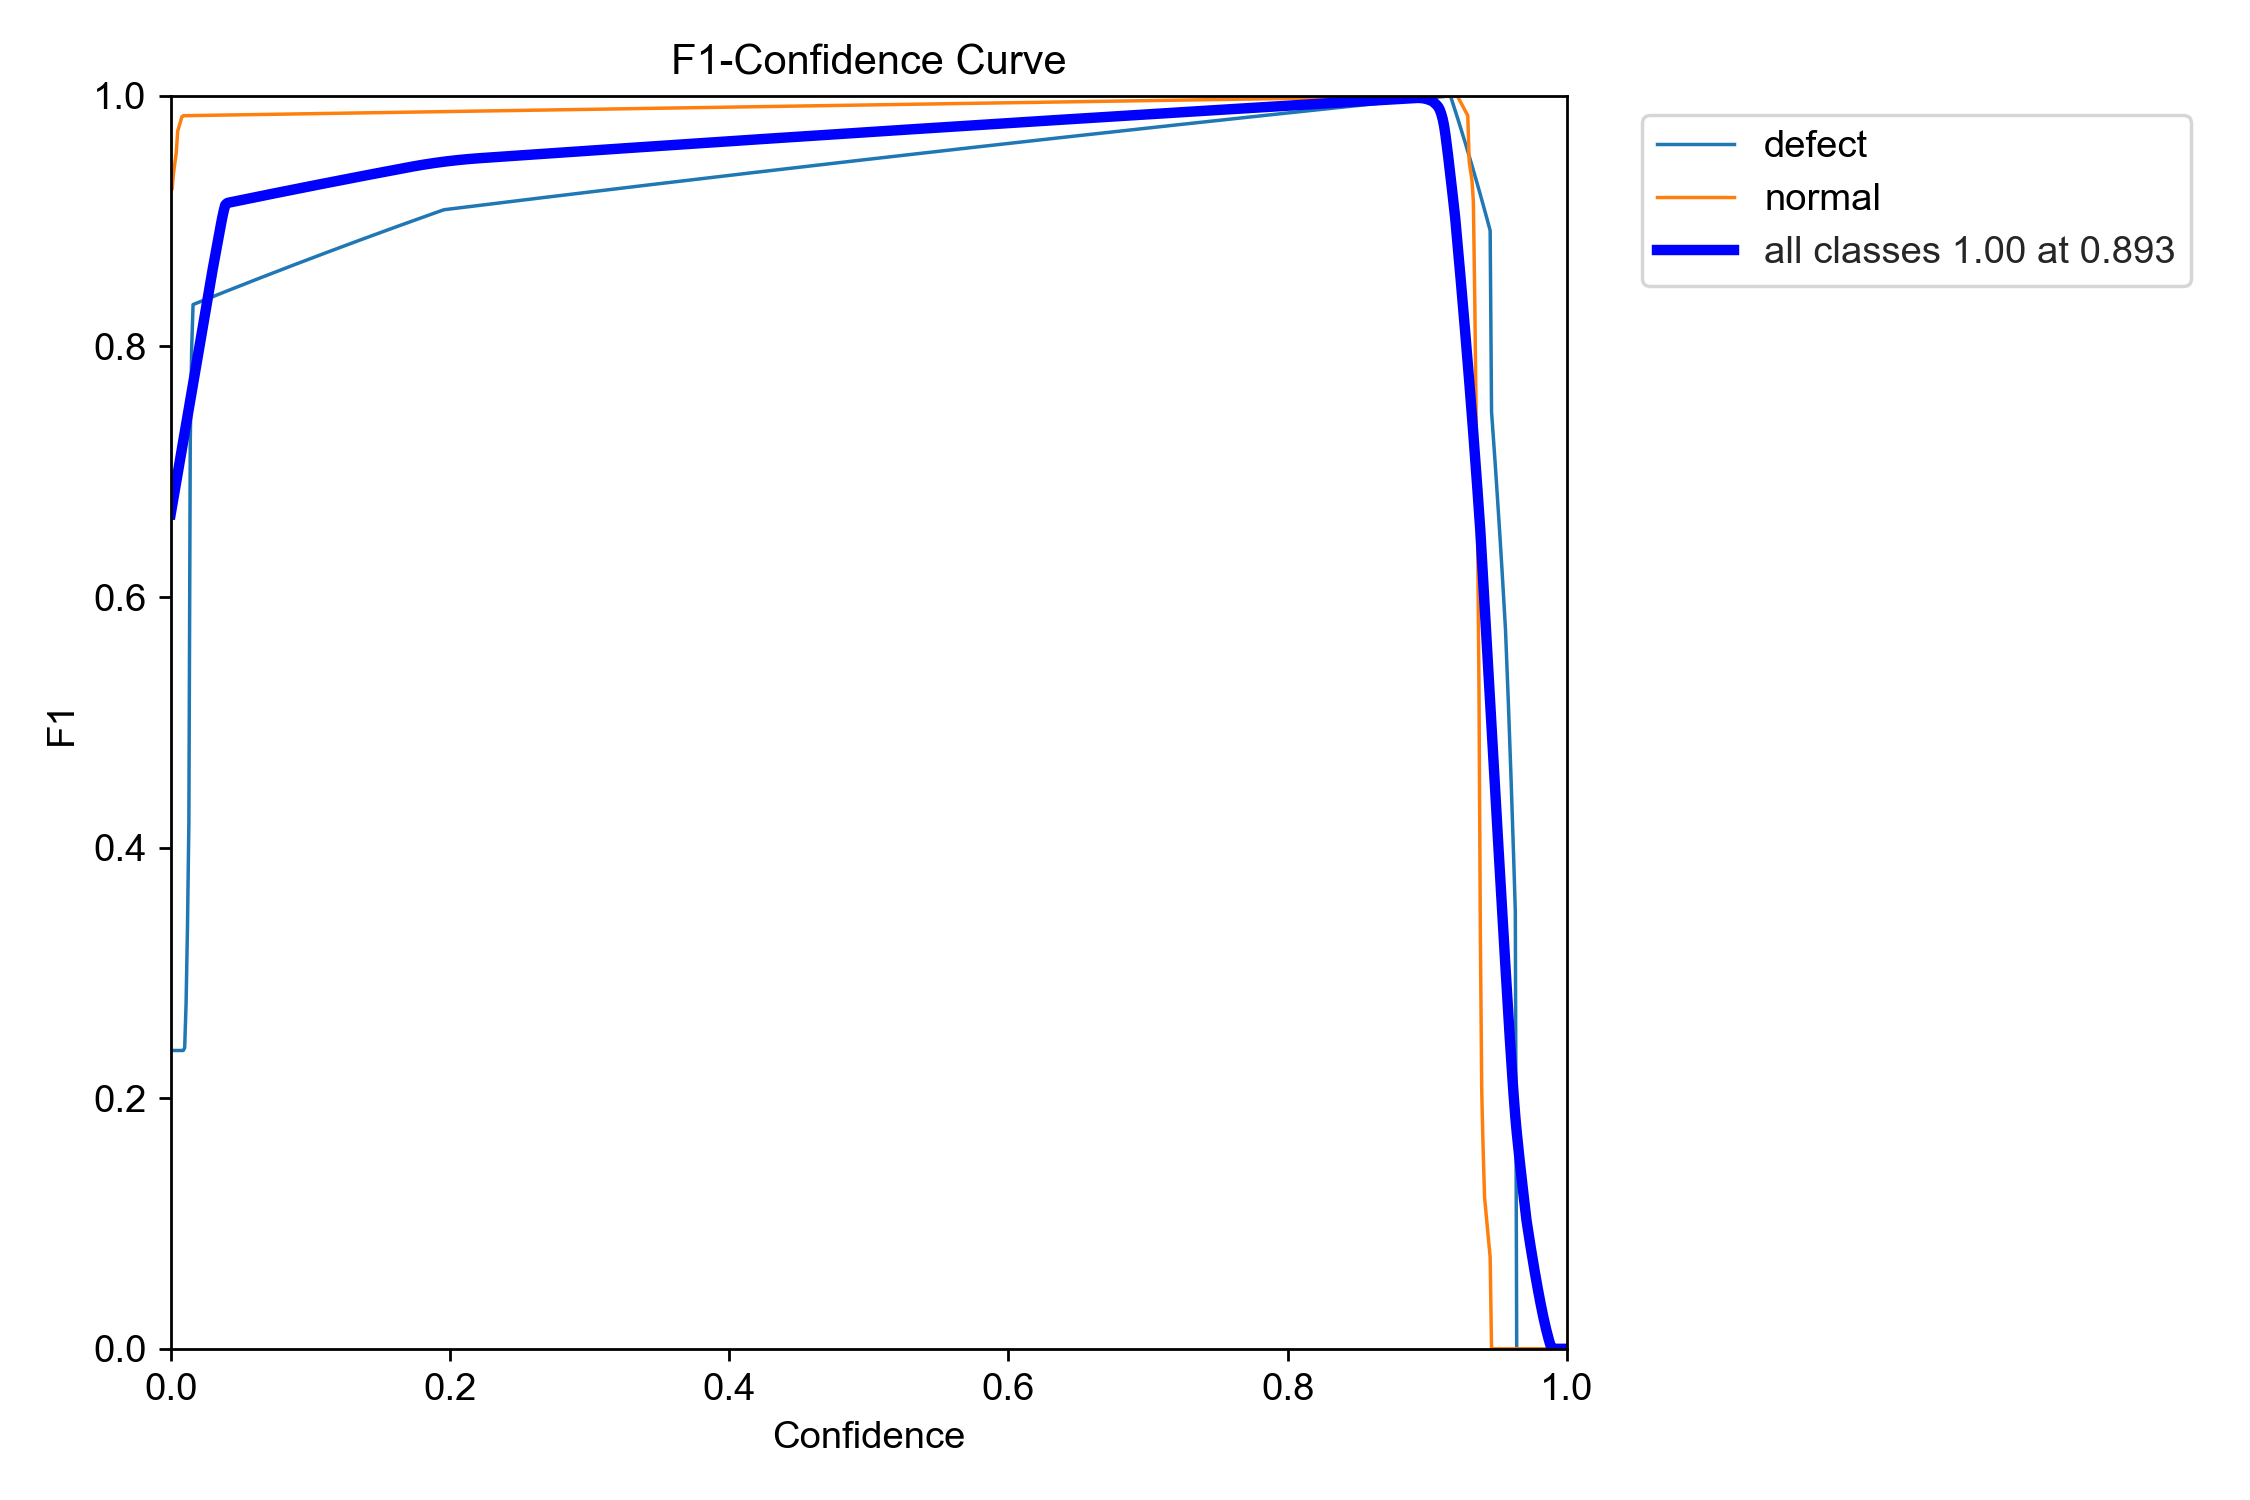 F1-Confidence Curve
1.0
0.8
0.6
0.4
0.2
0.0
F1
0.0 0.2 0.4 0.6 0.8 1.0
Confidence
defect
normal
all classes 1.00 at 0.893